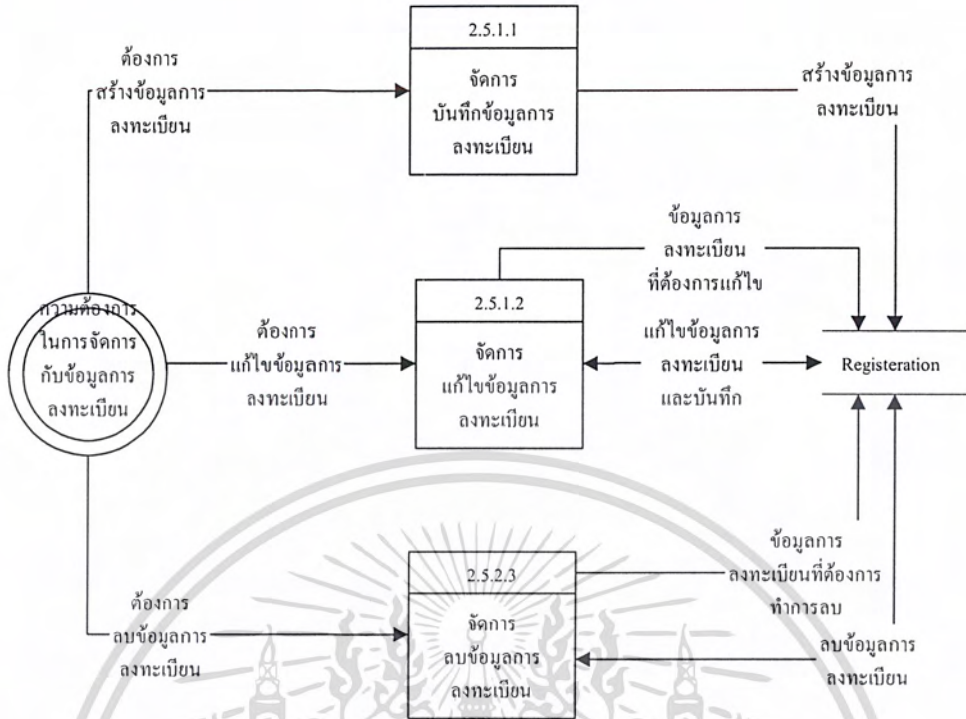 2.5.1.1
จัดการ
บันทึกข้อมูลการ
ลงทะเบียน
ต้องการ
สร้างข้อมูลการ
ลงทะเบียน
สร้างข้อมูลการ
ลงทะเบียน
ข้อมูลการ
ลงทะเบียน
ที่ต้องการแก้ไข
2.5.1.2
จัดการ
แก้ไขข้อมูลการ
ลงทะเบียน
ความต้องการ
ในการจัดการ
กับข้อมูลการ
ลงทะเบียน
ต้องการ
แก้ไขข้อมูลการ
ลงทะเบียน
แก้ไขข้อมูลการ
ลงทะเบียน
และบันทึก
Registeration
ต้องการ
ลบข้อมูลการ
ลงทะเบียน
2.5.2.3
จัดการ
ลบข้อมูลการ
ลงทะเบียน
ข้อมูลการ
ลงทะเบียนที่ต้องการ
ทำการลบ
ลบข้อมูลการ
ลงทะเบียน